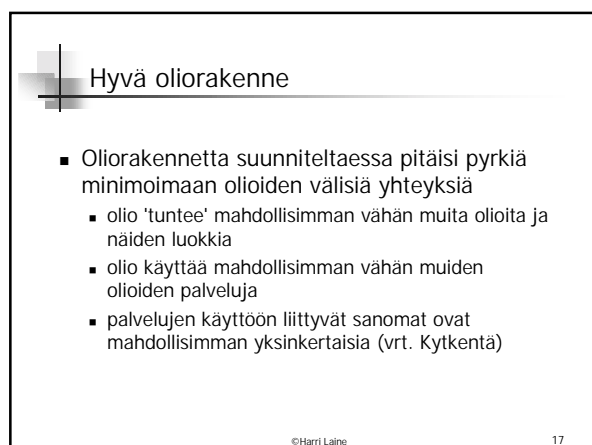 Hyvä oliorakenne
▪ Oliorakennetta suunniteltaessa pitäisi pyrkiä
minimoimaan olioiden välisiä yhteyksiä
▪ olio 'tuntee' mahdollisimman vähän muita olioita ja
näiden luokkia
▪ olio käyttää mahdollisimman vähän muiden
olioiden palveluja
▪ palvelujen käyttöön liittyvät sanomat ovat
mahdollisimman yksinkertaisia (vrt. Kytkentä)
©Harri Laine
17